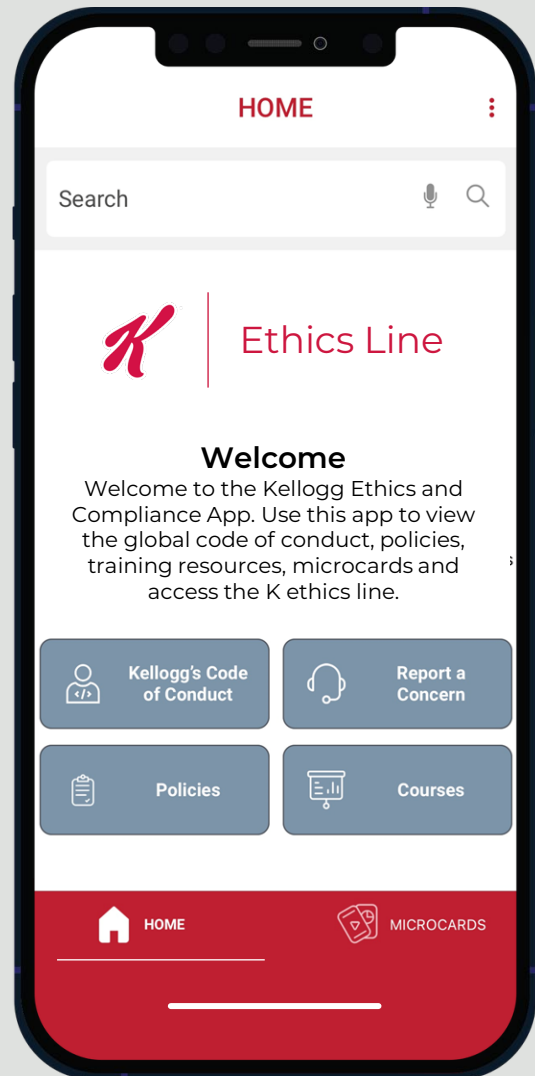 HOME
Search
K
Ethics Line
Welcome
Welcome to the Kellogg Ethics and
Compliance App. Use this app to view
the global code of conduct, policies,
training resources, microcards and
s
access the K ethics line.
Kellogg's Code
of Conduct
Report a
Concern
Policies
Courses
HOME
MICROCARDS